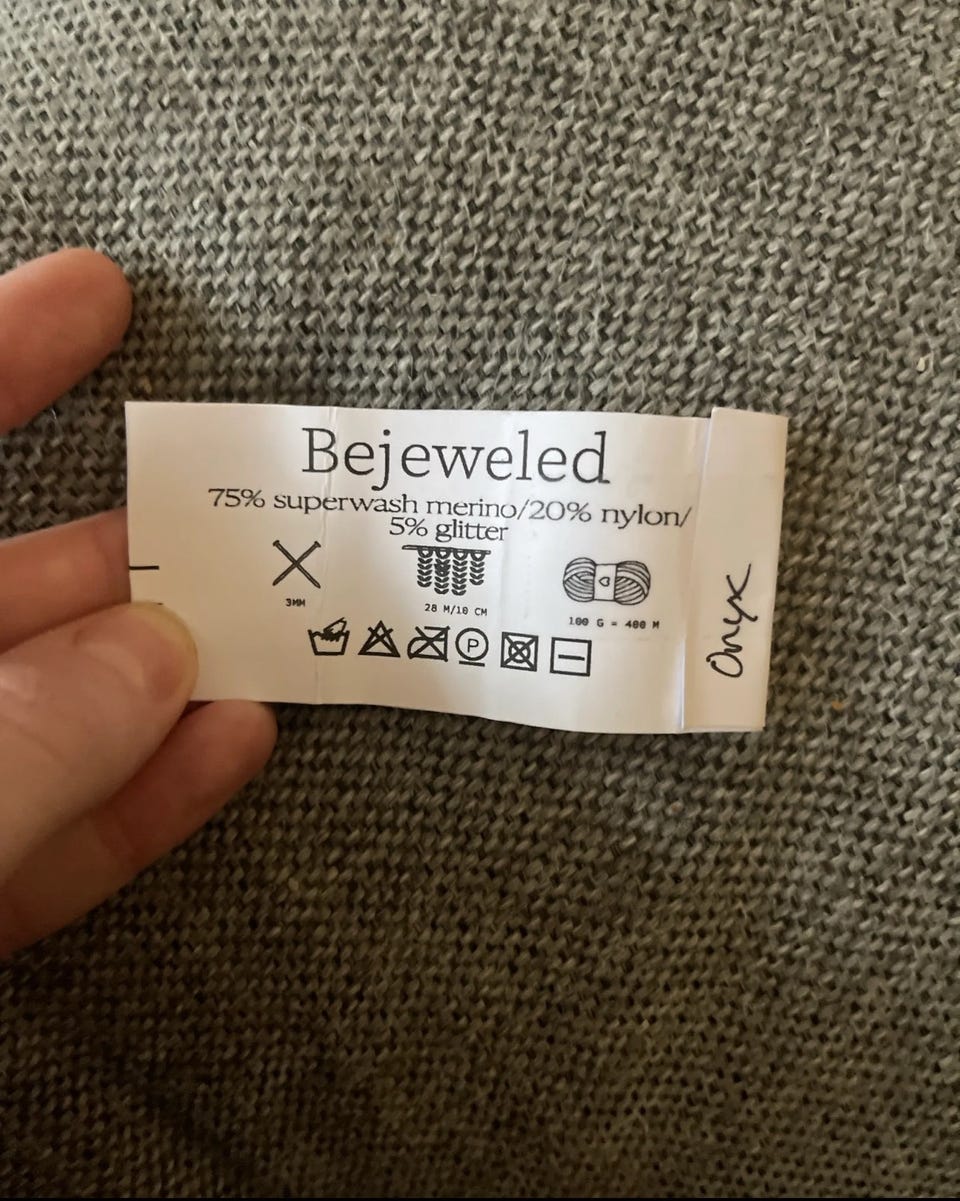 Bejeweled
75% superwash merino/20% nylon/
5% glitter
3MM
28 M/10 CM
100 G = 400 M
P
Onyx